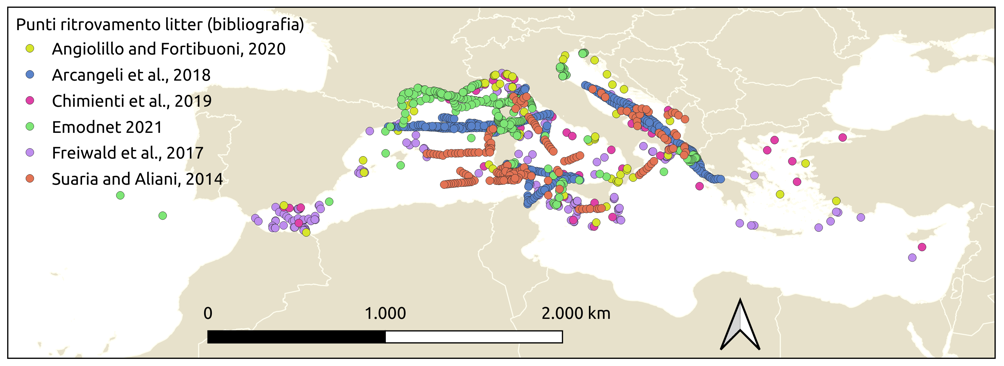 Punti ritrovamento litter (bibliografia)
Angiolillo and Fortibuoni, 2020
Arcangeli et al., 2018
Chimienti et al., 2019
Emodnet 2021
Freiwald et al., 2017
Suaria and Aliani, 2014
0 1.000 2.000 km